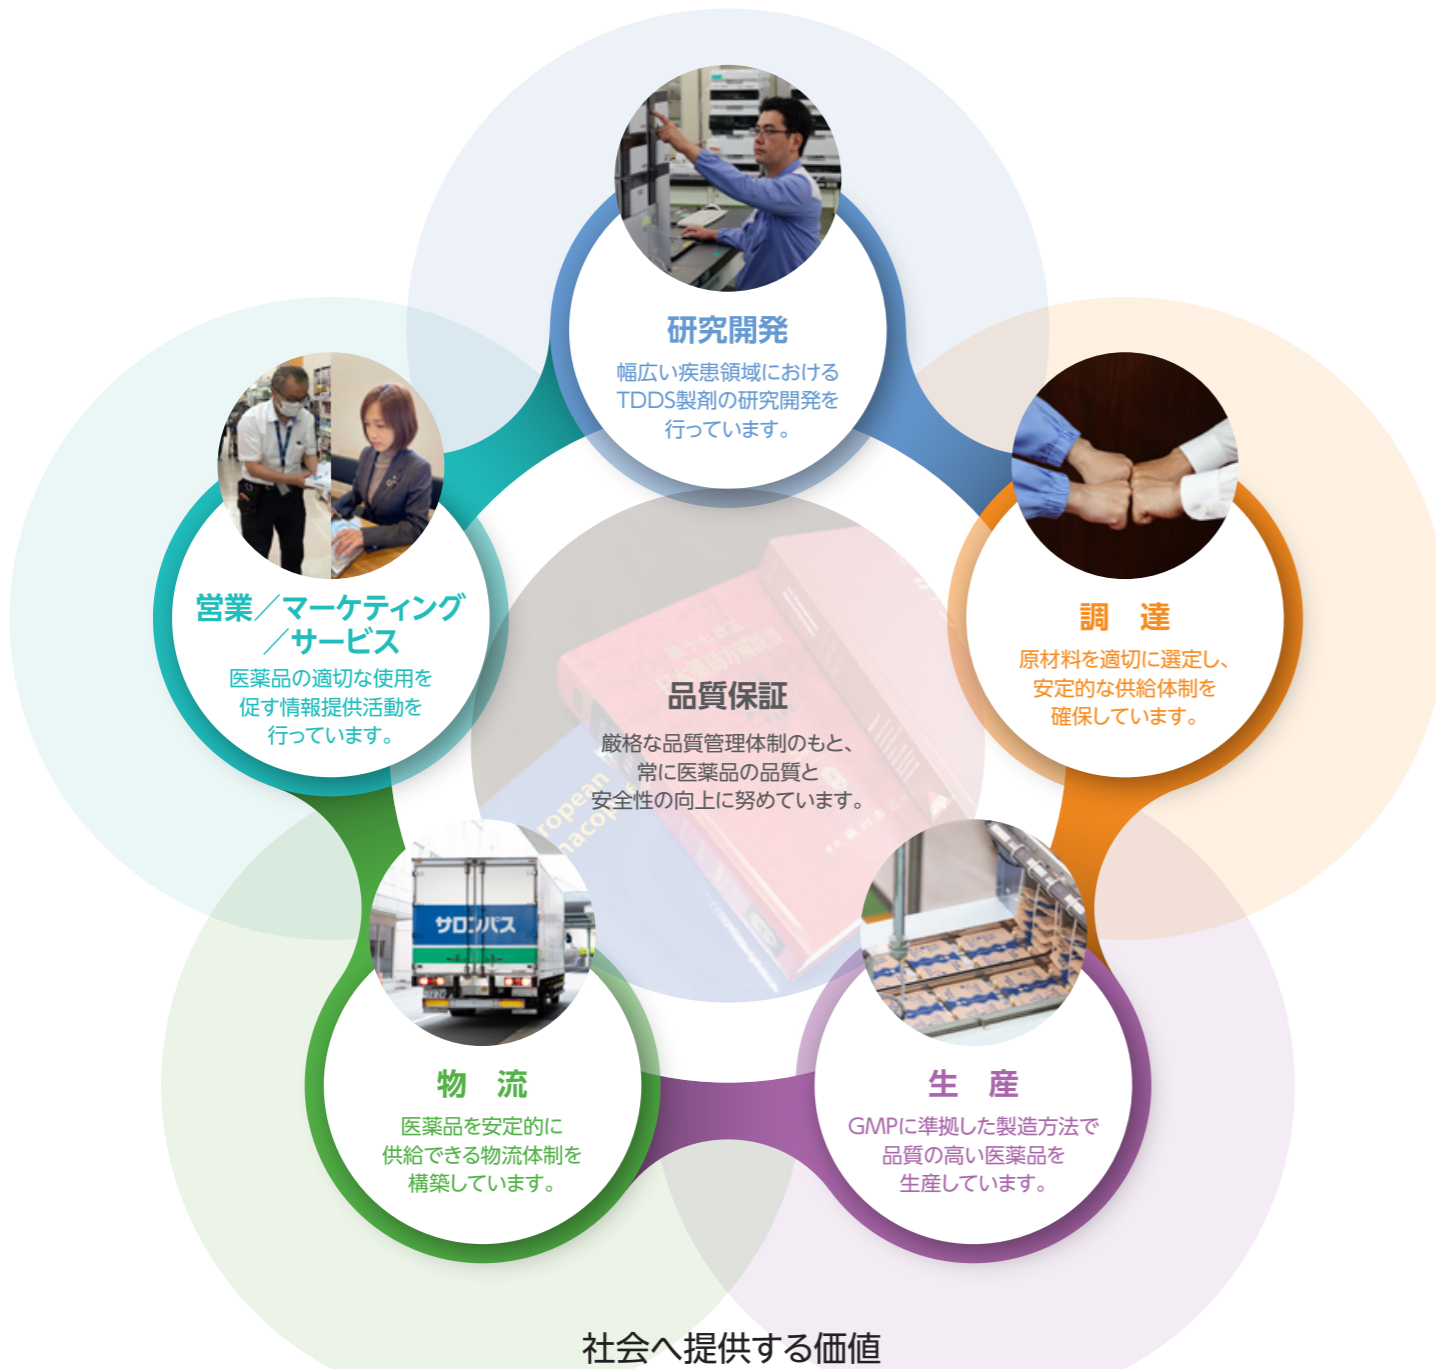 研究開発
幅広い疾患領域における
TDDS製剤の研究開発を
行っています。
営業／マーケティング
／サービス
医薬品の適切な使用を
促す情報提供活動を
行っています。
調　達
原材料を適切に選定し、
安定的な供給体制を
確保しています。
品質保証
厳格な品質管理体制のもと、
常に医薬品の品質と
安全性の向上に努めています。
サロンパス
物　流
医薬品を安定的に
供給できる物流体制を
構築しています。
生　産
GMPに準拠した製造方法で
品質の高い医薬品を
生産しています。
社会へ提供する価値